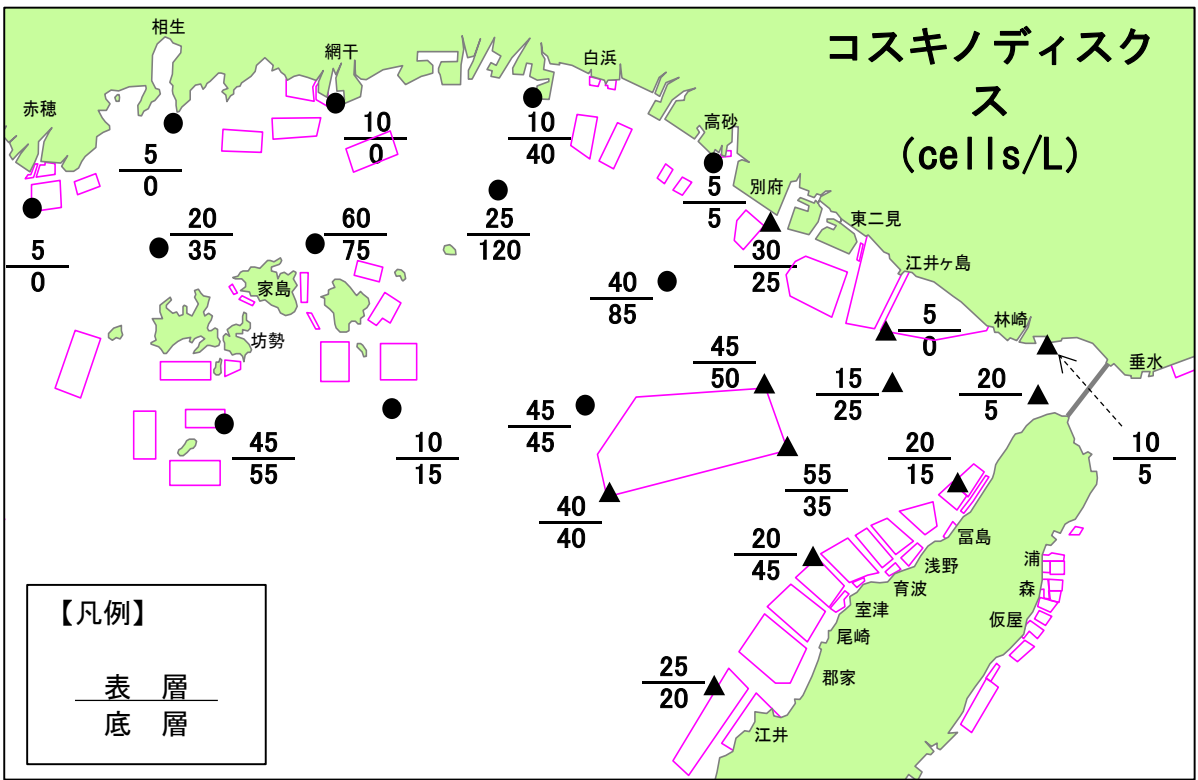 コスキノディスク
ス
(cells/L)
相生
網干
白浜
赤穂
高砂
別府
東二見
江井ヶ島
林崎
垂水
家島
坊勢
5
0
10
0
10
40
5
5
5
0
20
35
60
75
25
120
30
25
40
85
5
0
45
50
15
25
20
5
10
5
45
55
10
15
45
45
55
35
20
15
40
40
20
45
25
20
冨島
浅野
育波
室津
尾崎
郡家
江井
浦
森
仮屋
【凡例】
表 層
底 層